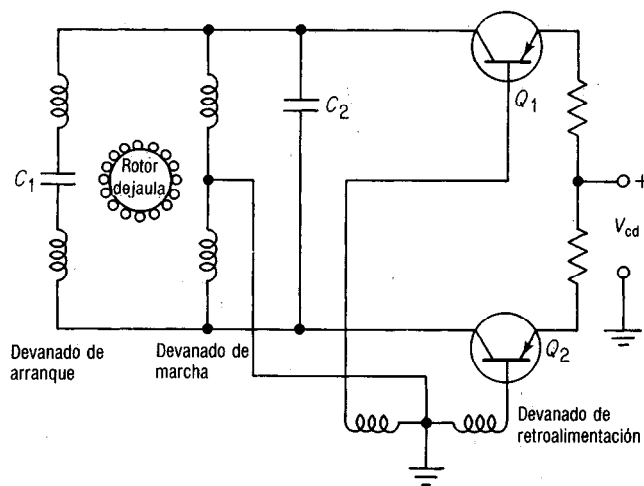 Q1
C2
C1
Rotor
dejaula
+
Vcd
Q2
Devanado de
arranque
Devanado de
marcha
Devanado de
retroalimentación